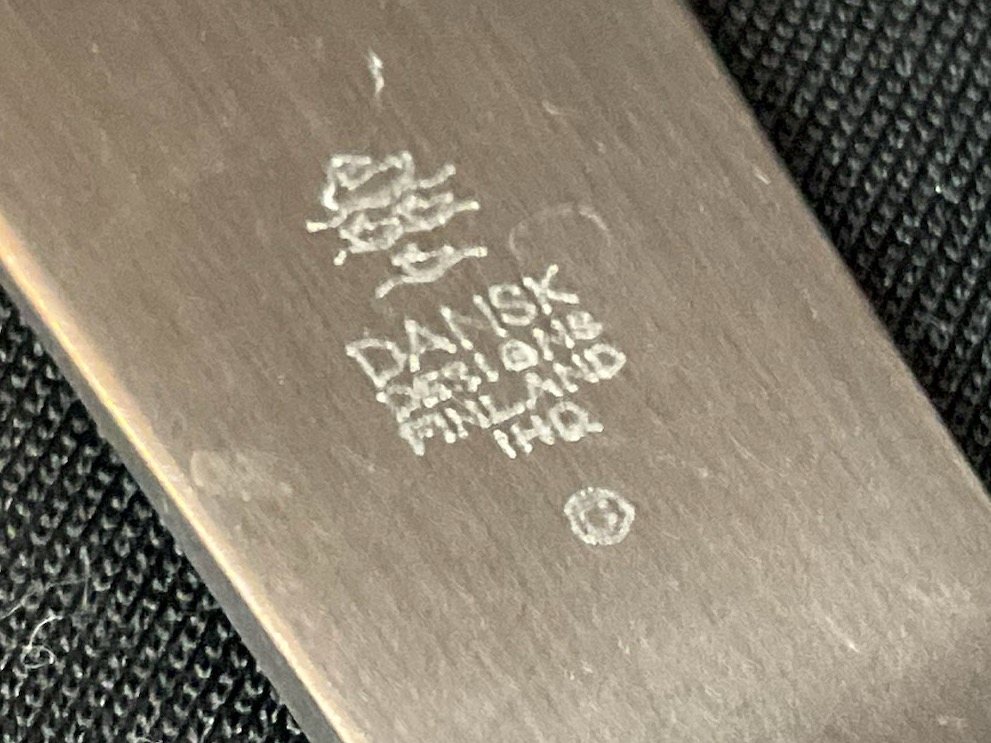 DANSK
DESIGNS
FINLAND
IHQ
©